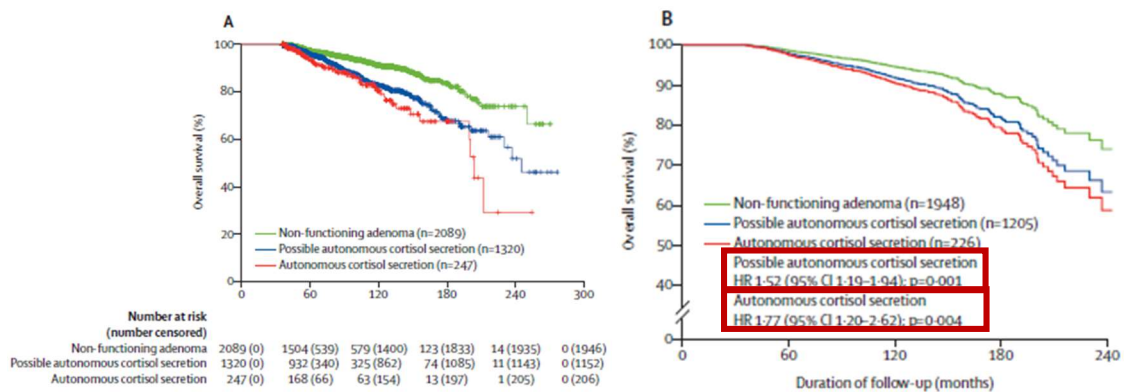 A
100
80
60
40
20
0
Overall survival (%)
Non-functioning adenoma (n=2089)
Possible autonomous cortisol secretion (n=1320)
Autonomous cortisol secretion (n=247)
0 60 120 180 240 300
Number at risk
(number censored)
Non-functioning adenoma 2089 (0) 1504 (539) 579 (1400) 123 (1833) 14 (1935) 0 (1946)
Possible autonomous cortisol secretion 1320 (0) 932 (340) 325 (862) 74 (1085) 11 (1143) 0 (1152)
Autonomous cortisol secretion 247 (0) 168 (66) 63 (154) 13 (197) 1 (205) 0 (206)
B
100
90
80
70
60
50
40
0
Overall survival (%)
Non-functioning adenoma (n=1948)
Possible autonomous cortisol secretion (n=1205)
Autonomous cortisol secretion (n=226)
Possible autonomous cortisol secretion
HR 1·52 (95% CI 1·19–1·94); p=0·001
Autonomous cortisol secretion
HR 1·77 (95% CI 1·20–2·62); p=0·004
0 60 120 180 240
Duration of follow-up (months)